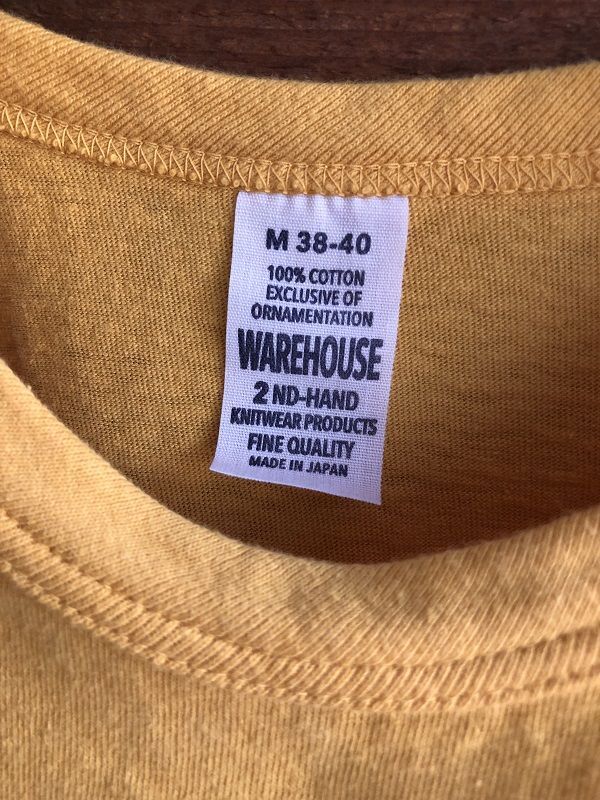 M 38-40
100% COTTON
EXCLUSIVE OF
ORNAMENTATION
WAREHOUSE
2 ND-HAND
KNITWEAR PRODUCTS
FINE QUALITY
MADE IN JAPAN